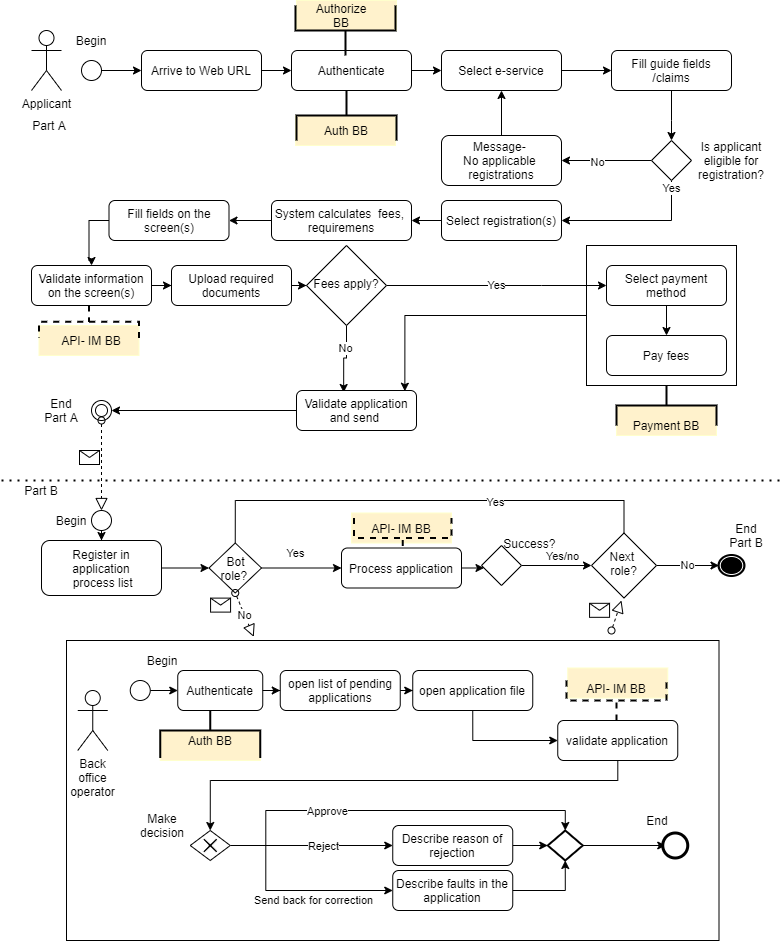 Authorize
BB
Begin
Arrive to Web URL
Authenticate
Select e-service
Fill guide fields
/claims
Applicant
Part A
Auth BB
Message-
No applicable
registrations
No
Is applicant
eligible for
registration?
Yes
Fill fields on the
screen(s)
System calculates fees,
requiremens
Select registration(s)
Validate information
on the screen(s)
Upload required
documents
Fees apply?
Yes
Select payment
method
API- IM BB
No
Pay fees
End
Part A
Validate application
and send
Payment BB
Part B
Yes
Begin
API- IM BB
End
Part B
Register in
application
process list
Bot
role?
Yes
Process application
Success?
Yes/no
Next
role?
No
No
Begin
Authenticate
open list of pending
applications
open application file
API- IM BB
Auth BB
validate application
Back
office
operator
Make
decision
Approve
End
Reject
Describe reason of
rejection
Send back for correction
Describe faults in the
application